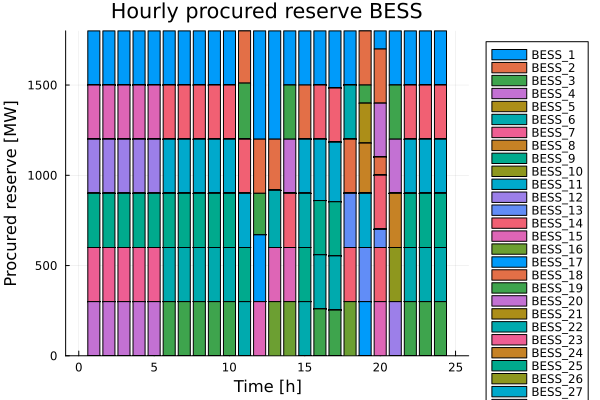 Hourly procured reserve BESS
Procured reserve [MW]
1500
1000
500
0
0
5
10
15
20
25
Time [h]
BESS_1
BESS_2
BESS_3
BESS_4
BESS_5
BESS_6
BESS_7
BESS_8
BESS_9
BESS_10
BESS_11
BESS_12
BESS_13
BESS_14
BESS_15
BESS_16
BESS_17
BESS_18
BESS_19
BESS_20
BESS_21
BESS_22
BESS_23
BESS_24
BESS_25
BESS_26
BESS_27